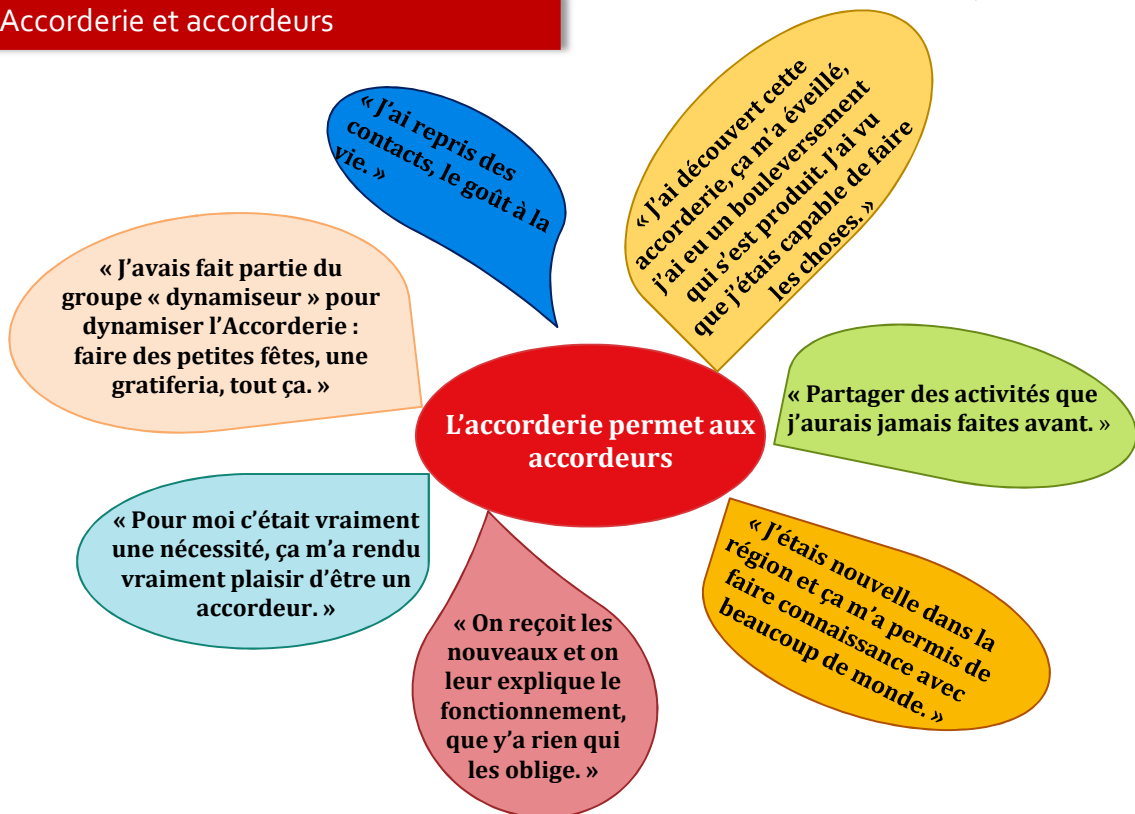 Accorderie et accordeurs
« J'ai repris des
contacts, le goût à la
vie. »
« J'ai découvert cette
accorderie, ça m'a éveillé,
j'ai eu un bouleversement
qui s'est produit. J'ai vu
que j'étais capable de faire
les choses. »
« J'avais fait partie du
groupe « dynamiseur » pour
dynamiser l'Accorderie :
faire des petites fêtes, une
gratiferia, tout ça. »
L'accorderie permet aux
accordeurs
« Partager des activités que
j'aurais jamais faites avant. »
« Pour moi c'était vraiment
une nécessité, ça m'a rendu
vraiment plaisir d'être un
accordeur. »
« On reçoit les
nouveaux et on
leur explique le
fonctionnement,
que y'a rien qui
les oblige. »
« J'étais nouvelle dans la
région et ça m'a permis de
faire connaissance avec
beaucoup de monde. »